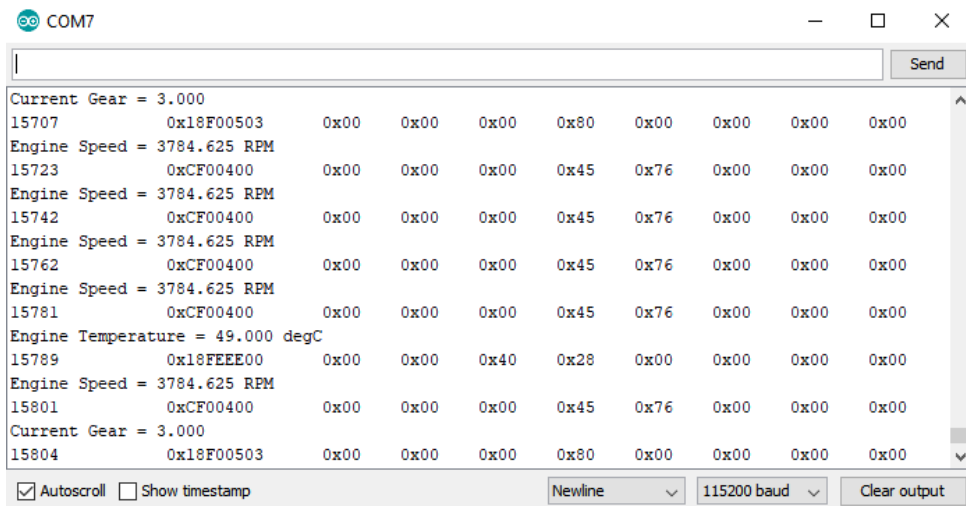 COM7
Send
Current Gear = 3.000
15707 0x18F00503 0x00 0x00 0x00 0x80 0x00 0x00 0x00 0x00
Engine Speed = 3784.625 RPM
15723 0xCF00400 0x00 0x00 0x00 0x45 0x76 0x00 0x00 0x00
Engine Speed = 3784.625 RPM
15742 0xCF00400 0x00 0x00 0x00 0x45 0x76 0x00 0x00 0x00
Engine Speed = 3784.625 RPM
15762 0xCF00400 0x00 0x00 0x00 0x45 0x76 0x00 0x00 0x00
Engine Speed = 3784.625 RPM
15781 0xCF00400 0x00 0x00 0x00 0x45 0x76 0x00 0x00 0x00
Engine Temperature = 49.000 degC
15789 0x18FEEE00 0x00 0x00 0x40 0x28 0x00 0x00 0x00 0x00
Engine Speed = 3784.625 RPM
15801 0xCF00400 0x00 0x00 0x00 0x45 0x76 0x00 0x00 0x00
Current Gear = 3.000
15804 0x18F00503 0x00 0x00 0x00 0x80 0x00 0x00 0x00 0x00
Autoscroll Show timestamp Newline 115200 baud Clear output